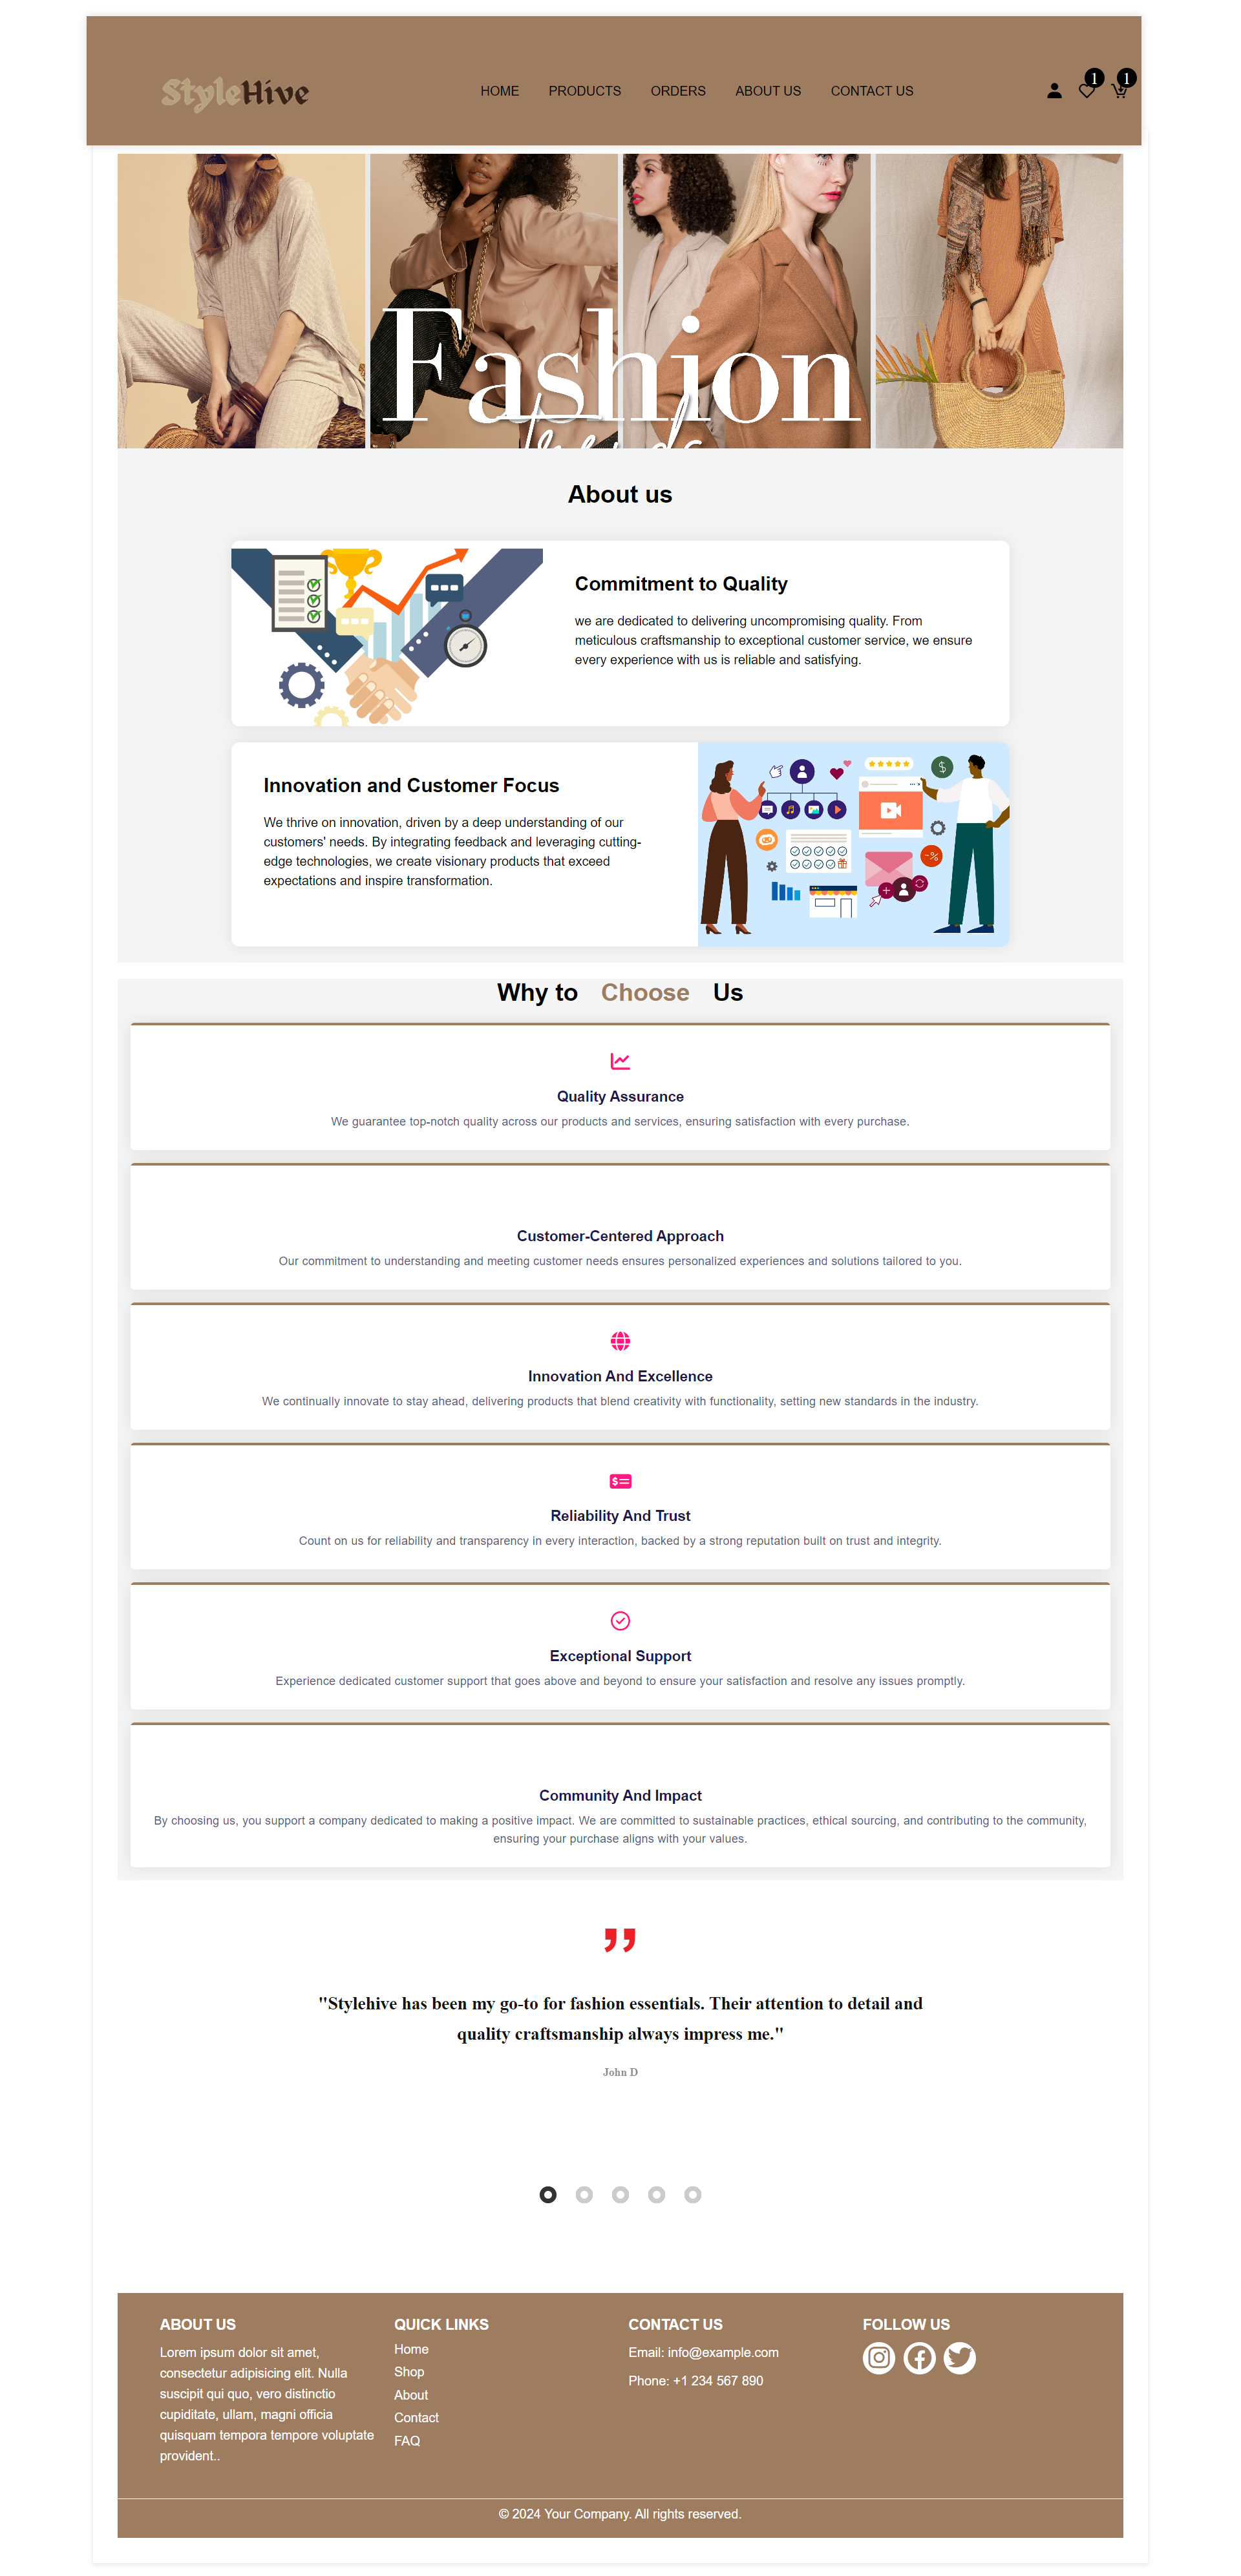 StyleHive
HOME PRODUCTS ORDERS ABOUT US CONTACT US
1 1
Fashion
trends
About us
Commitment to Quality
we are dedicated to delivering uncompromising quality. From
meticulous craftsmanship to exceptional customer service, we ensure
every experience with us is reliable and satisfying.
Innovation and Customer Focus
We thrive on innovation, driven by a deep understanding of our
customers' needs. By integrating feedback and leveraging cutting-
edge technologies, we create visionary products that exceed
expectations and inspire transformation.
Why to Choose Us
Quality Assurance
We guarantee top-notch quality across our products and services, ensuring satisfaction with every purchase.
Customer-Centered Approach
Our commitment to understanding and meeting customer needs ensures personalized experiences and solutions tailored to you.
Innovation And Excellence
We continually innovate to stay ahead, delivering products that blend creativity with functionality, setting new standards in the industry.
Reliability And Trust
Count on us for reliability and transparency in every interaction, backed by a strong reputation built on trust and integrity.
Exceptional Support
Experience dedicated customer support that goes above and beyond to ensure your satisfaction and resolve any issues promptly.
Community And Impact
By choosing us, you support a company dedicated to making a positive impact. We are committed to sustainable practices, ethical sourcing, and contributing to the community,
ensuring your purchase aligns with your values.
"Stylehive has been my go-to for fashion essentials. Their attention to detail and
quality craftsmanship always impress me."
John D
ABOUT US
Lorem ipsum dolor sit amet,
consectetur adipisicing elit. Nulla
suscipit qui quo, vero distinctio
cupiditate, ullam, magni officia
quisquam tempora tempore voluptate
provident..
QUICK LINKS
Home
Shop
About
Contact
FAQ
CONTACT US
Email: info@example.com
Phone: +1 234 567 890
FOLLOW US
© 2024 Your Company. All rights reserved.